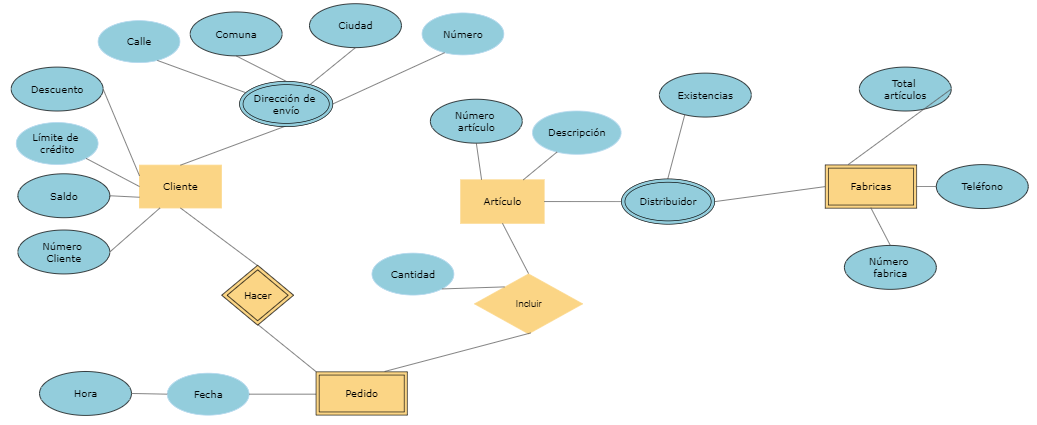 Ciudad
Comuna
Número
Calle
Descuento
Total
artículos
Existencias
Dirección de
envío
Número
artículo
Descripción
Límite de
crédito
Cliente
Fabricas
Teléfono
Saldo
Artículo
Distribuidor
Número
Cliente
Número
fabrica
Cantidad
Hacer
Incluir
Hora
Fecha
Pedido